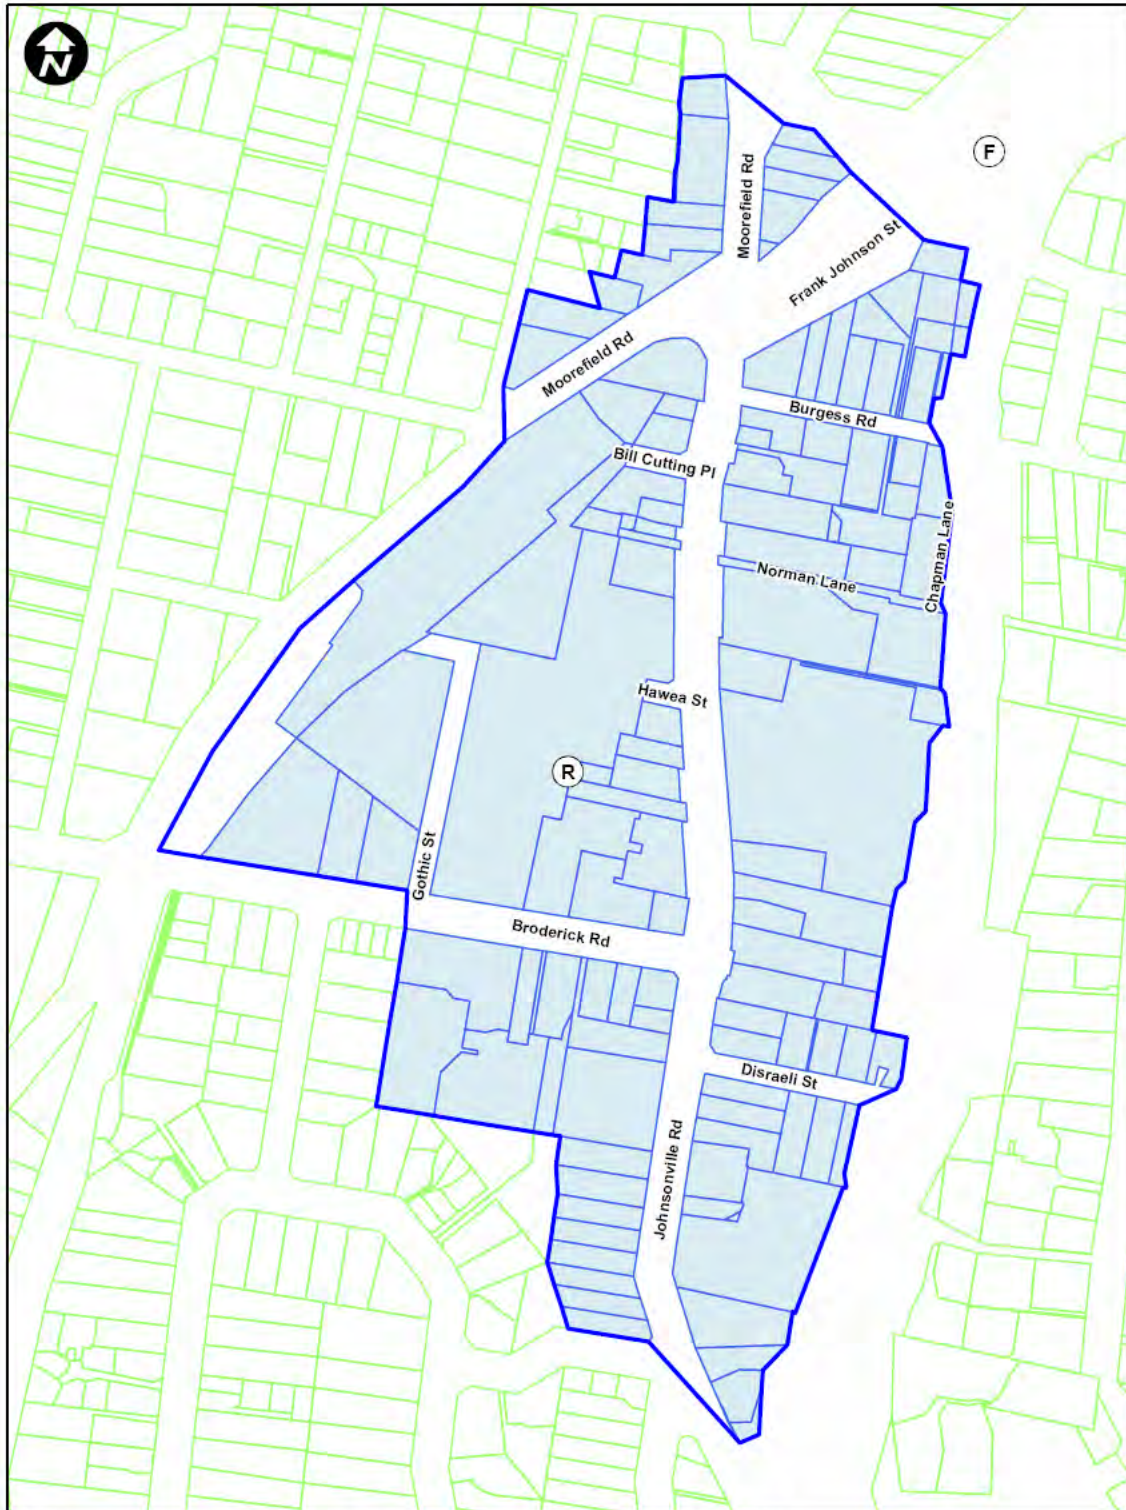 N
F
Moorefield Rd
Frank Johnson St
Moorefield Rd
Burgess Rd
Bill Cutting Pl
Chapman Lane
Norman Lane
Hawea St
R
Gothic St
Broderick Rd
Disraeli St
Johnsonville Rd